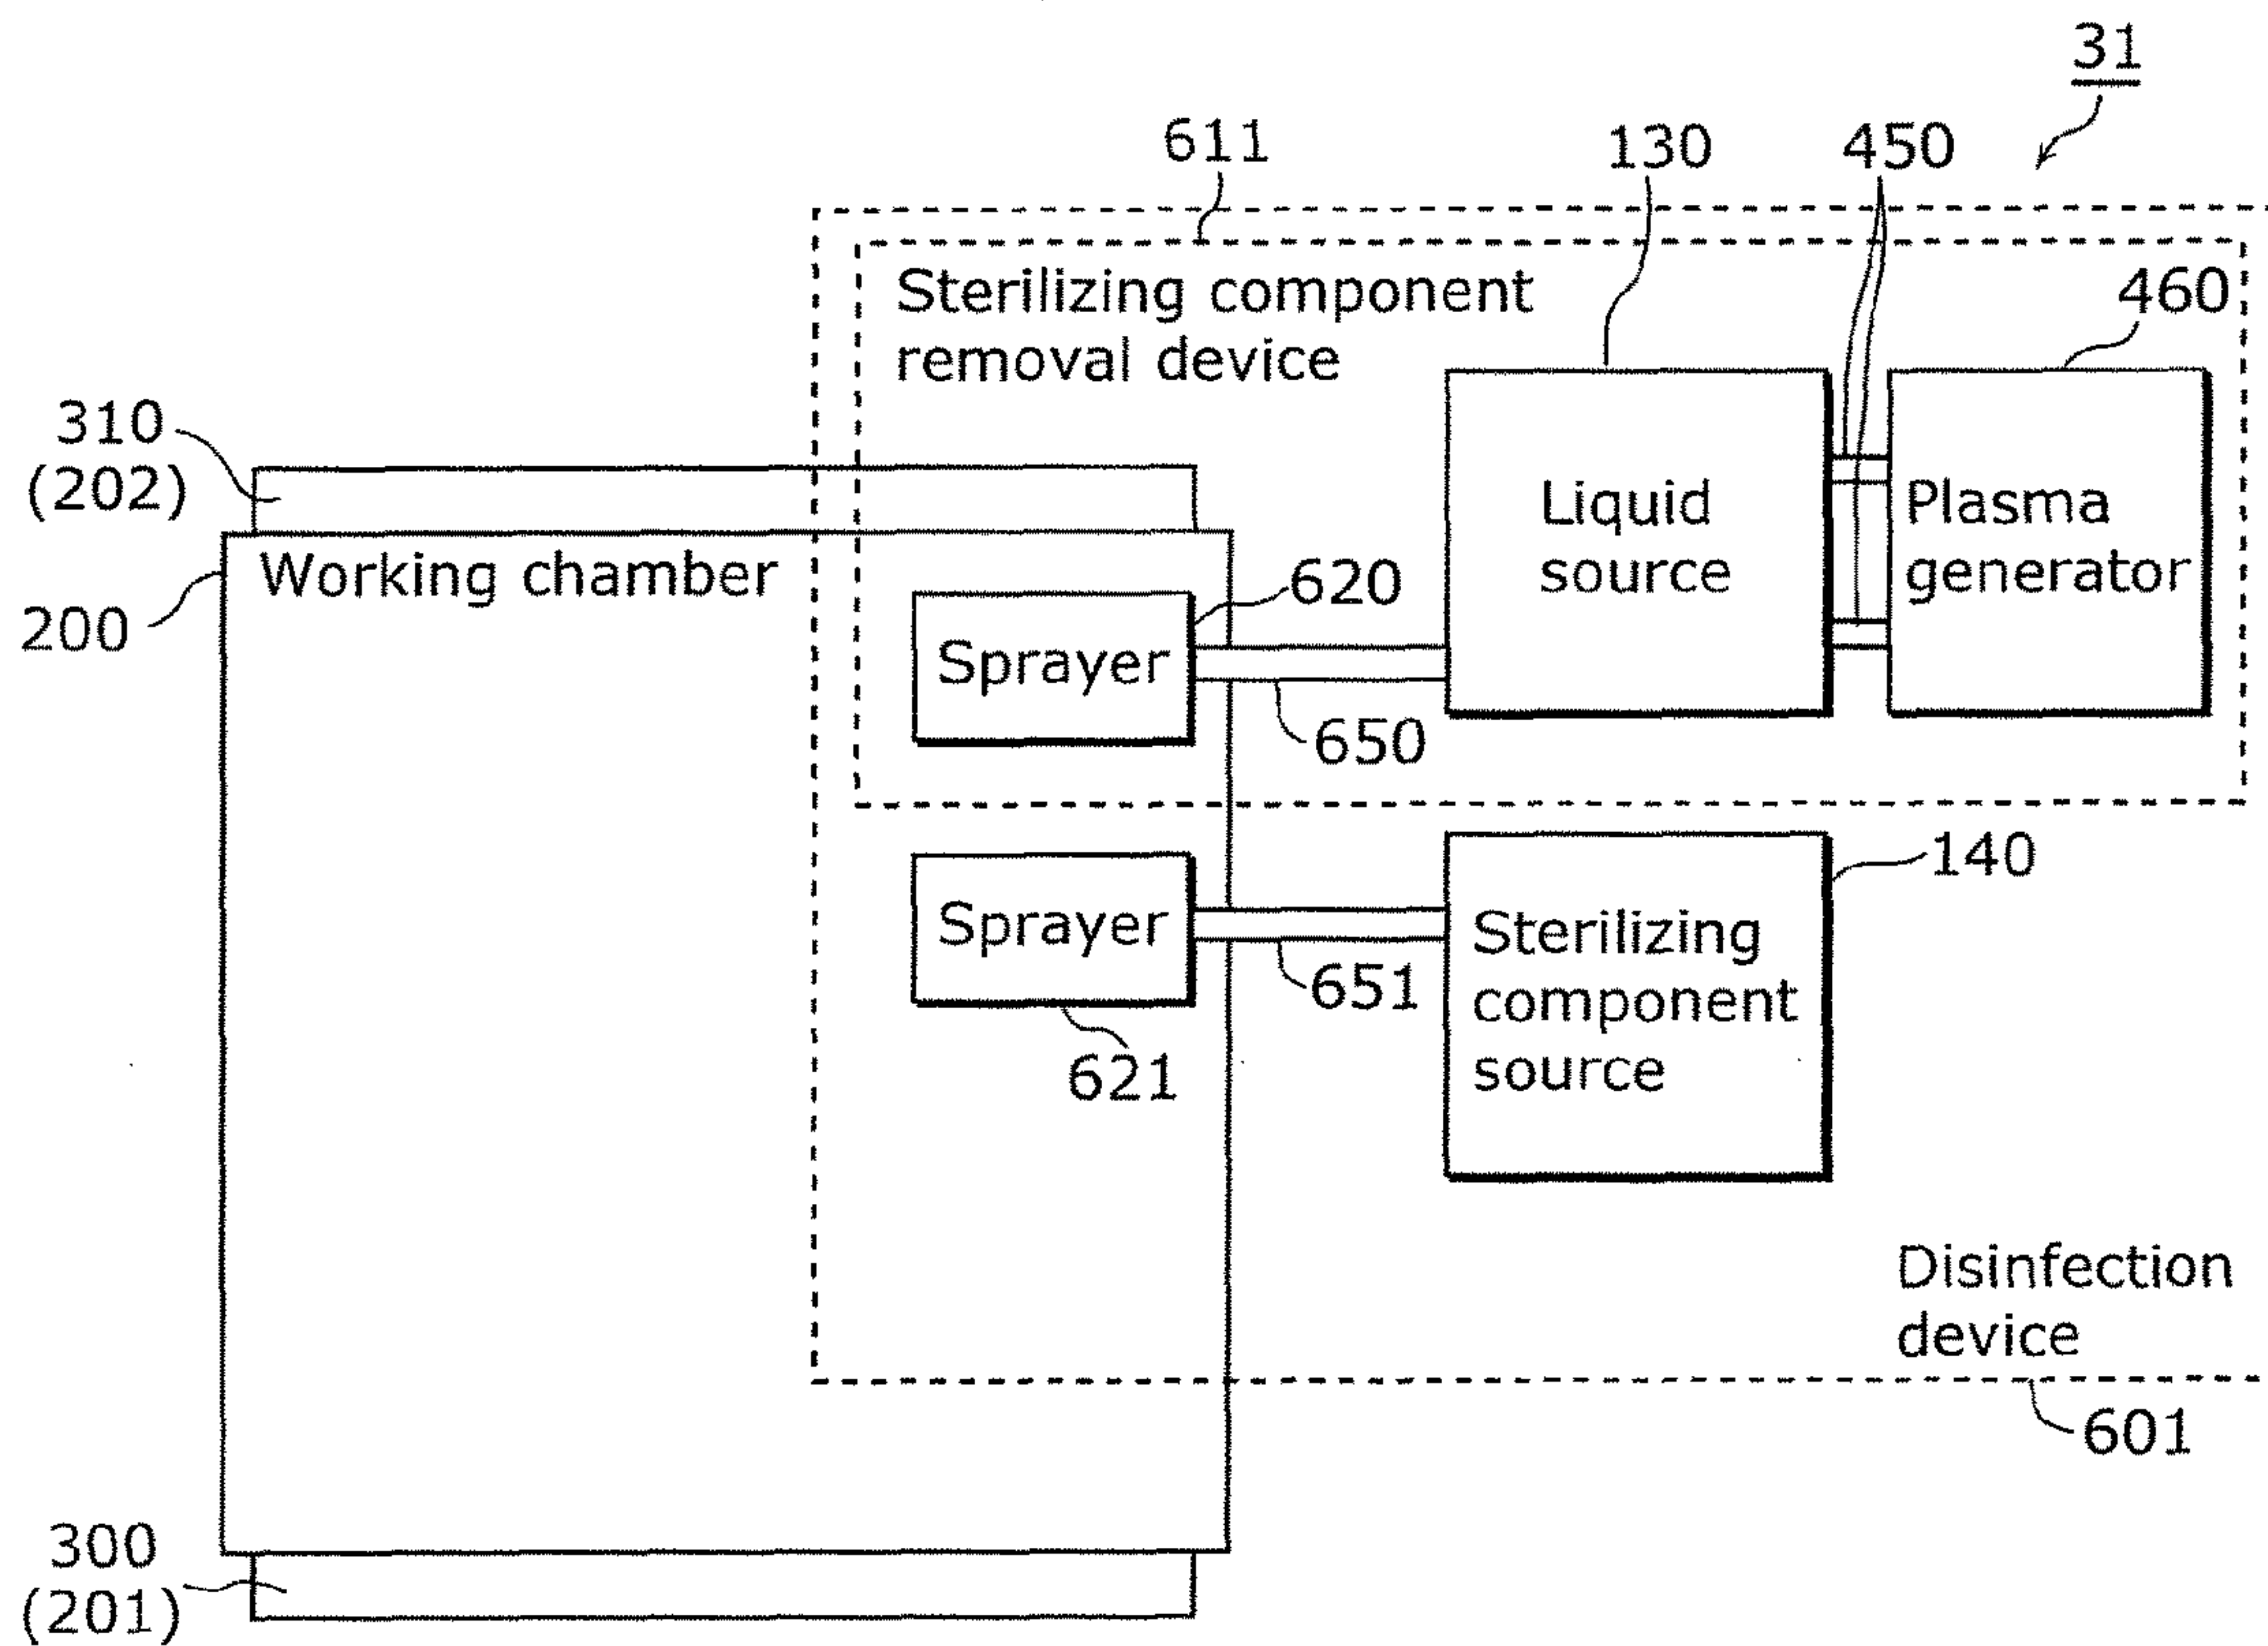 31
611
130
450
Sterilizing component
removal device
460
310
(202)
Liquid
source
Plasma
generator
Working chamber
200
620
Sprayer
650
140
Sprayer
651
Sterilizing
component
source
621
Disinfection
device
601
300
(201)